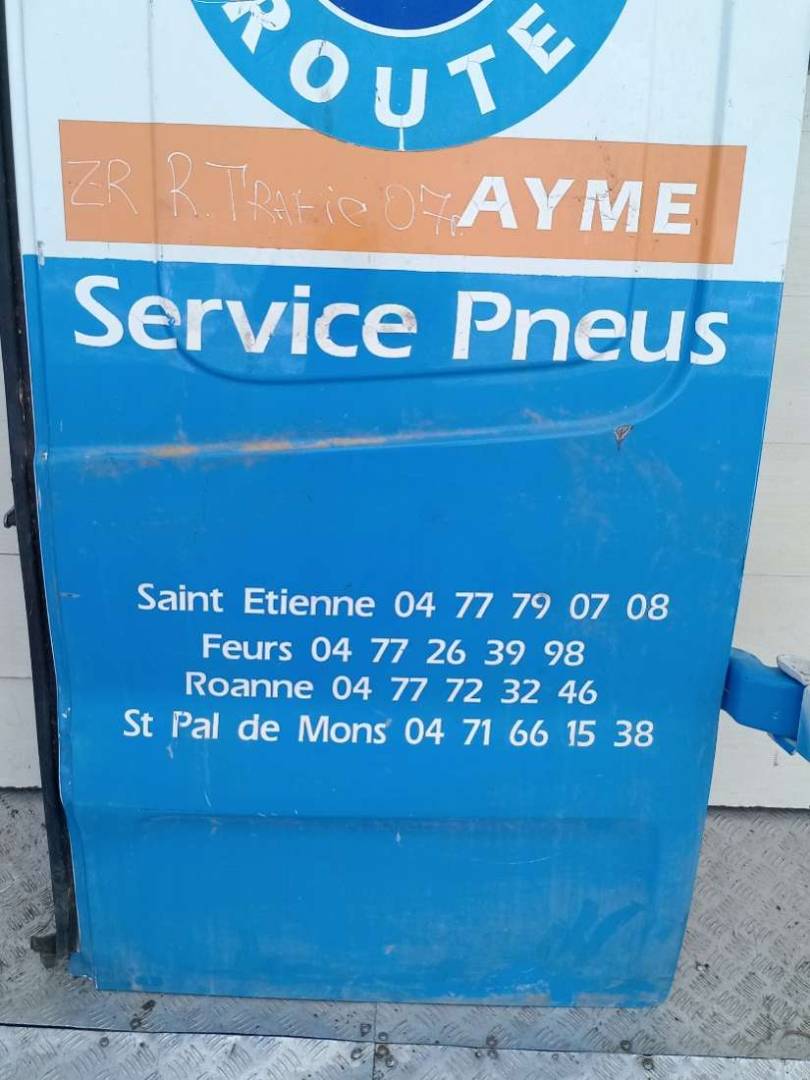 ROUTE
Z-R R. TRAFIC 07
AYME
Service Pneus
Saint Etienne 04 77 79 07 08
Feurs 04 77 26 39 98
Roanne 04 77 72 32 46
St Pal de Mons 04 71 66 15 38